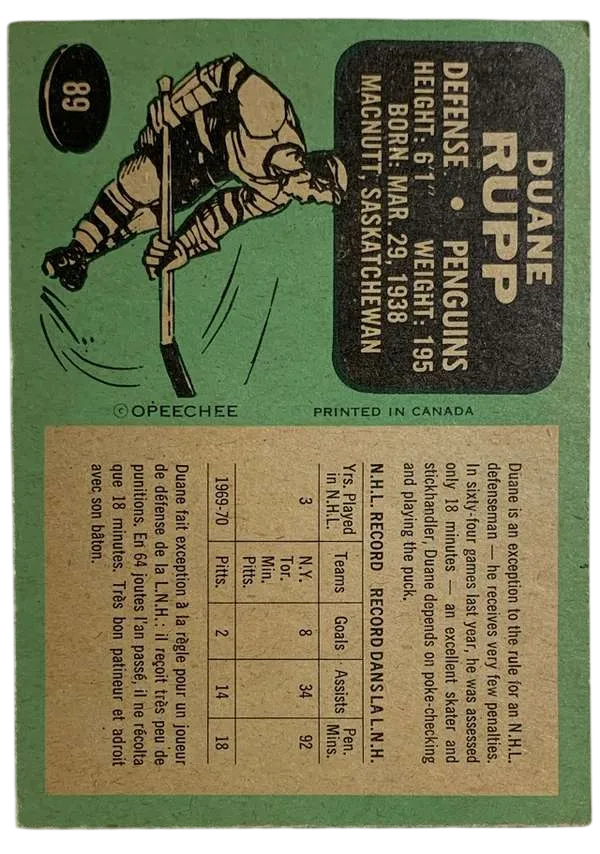 89
DUANE
RUPP
DEFENSE • PENGUINS
HEIGHT: 6'1" WEIGHT: 195
BORN: MAR. 29, 1938
MACNUTT, SASKATCHEWAN
© OPEECHEE
PRINTED IN CANADA
Duane is an exception to the rule for an N.H.L.
defenseman — he receives very few penalties.
In sixty-four games last year, he was assessed
only 18 minutes — an excellent skater and
stickhandler, Duane depends on poke-checking
and playing the puck.
N.H.L. RECORD RECORD DANS LA L.N.H.
Yrs. Played in N.H.L. Teams Goals Assists Pen. Mins.
3 N.Y. Tor. Min. Pitts. 8 34 92
1969-70 Pitts. 2 14 18
Duane fait exception à la règle pour un joueur
de défense de la L.N.H.: il reçoit très peu de
punitions. En 64 joutes l'an passé, il ne récolta
que 18 minutes. Très bon patineur et adroit
avec son bâton.